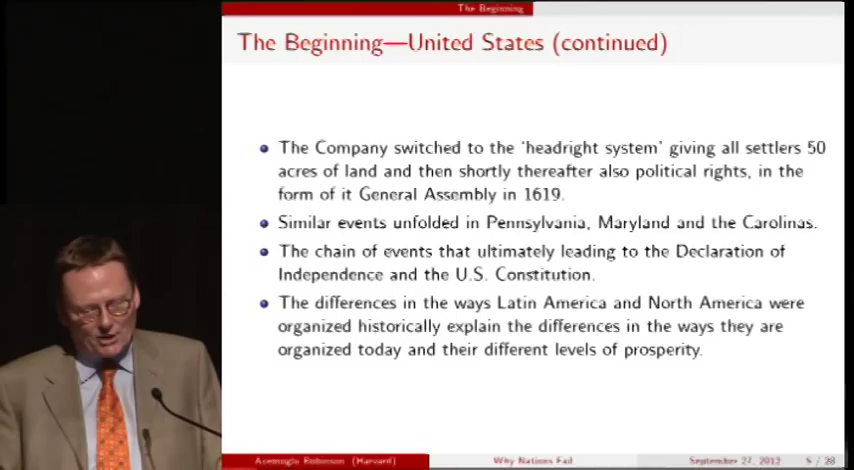 The Beginning
The Beginning—United States (continued)
The Company switched to the 'headright system' giving all settlers 50
acres of land and then shortly thereafter also political rights, in the
form of it General Assembly in 1619.
Similar events unfolded in Pennsylvania, Maryland and the Carolinas.
The chain of events that ultimately leading to the Declaration of
Independence and the U.S. Constitution.
The differences in the ways Latin America and North America were
organized historically explain the differences in the ways they are
organized today and their different levels of prosperity.
Acemoglu Robinson (Harvard)
Why Nations Fail
September 27, 2012
/ 28